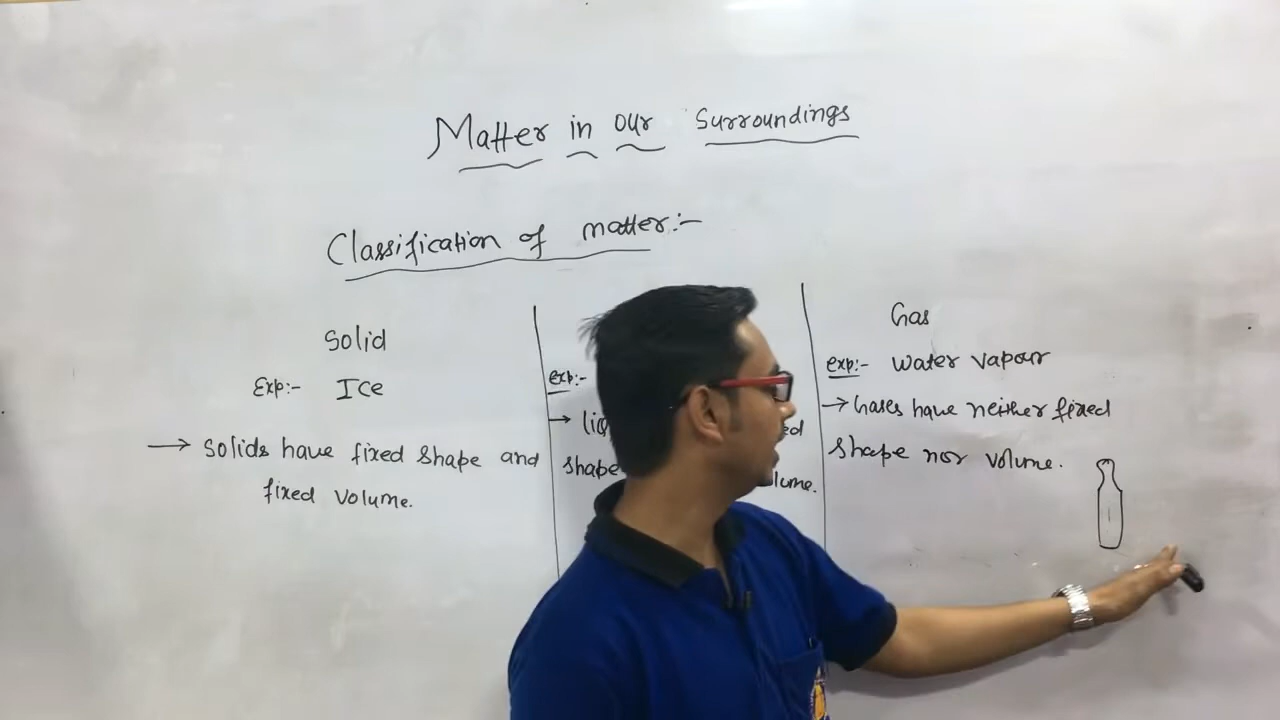 Matter in our Surroundings
Classification of matter:-
Solid
Exp:- Ice
→ Solids have fixed shape and
fixed volume.
exp:-
→
shape
Gas
exp:- Water vapour
→ Gases have neither fixed
shape nor volume.